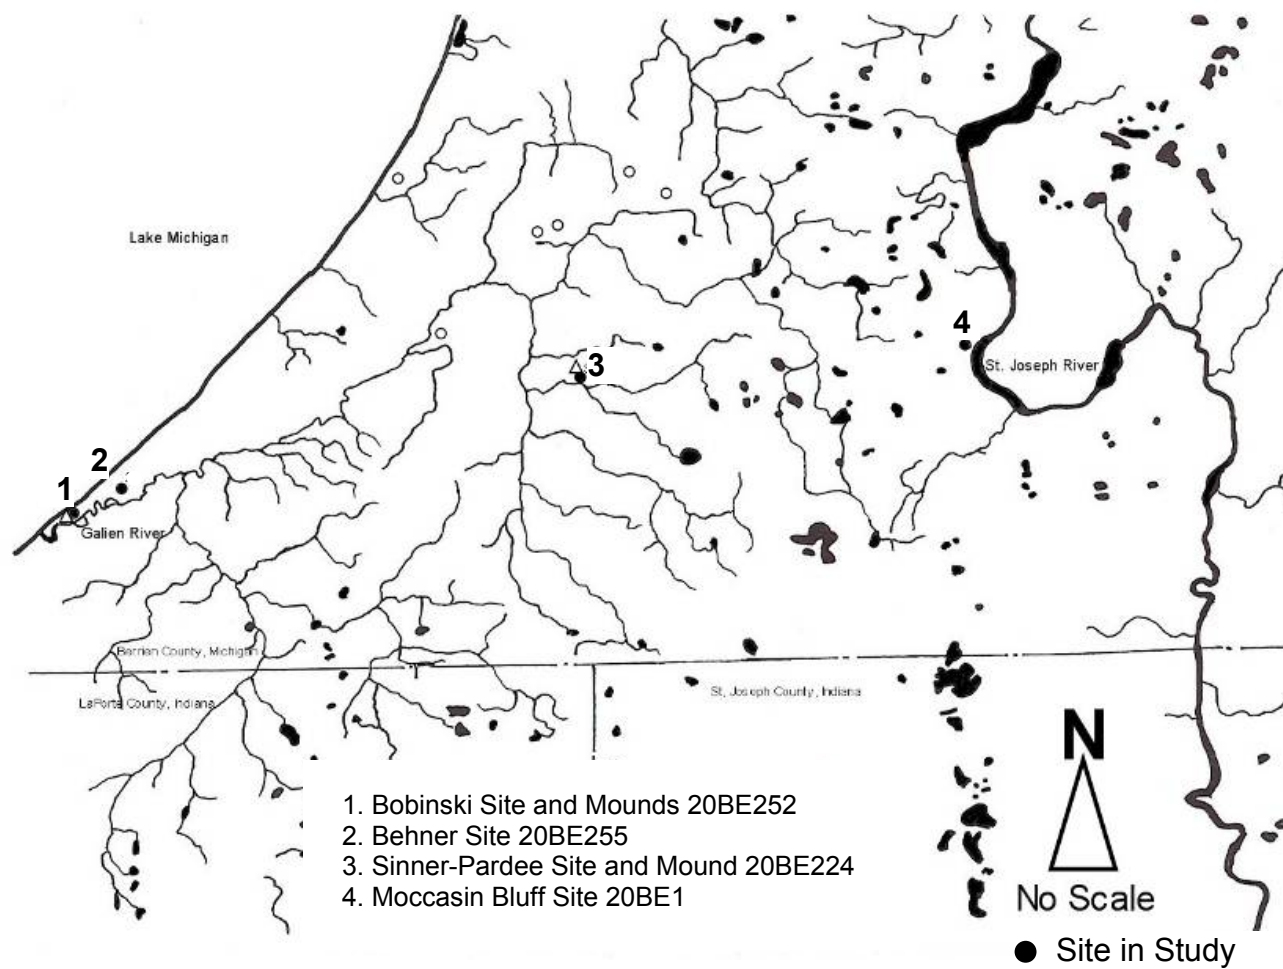 Lake Michigan
4
St. Joseph River
3
2
1
Galien River
Berrien County, Michigan
LaPorte County, Indiana
St. Joseph County, Indiana
N
No Scale
1. Bobinski Site and Mounds 20BE252
2. Behner Site 20BE255
3. Sinner-Pardee Site and Mound 20BE224
4. Moccasin Bluff Site 20BE1
Site in Study